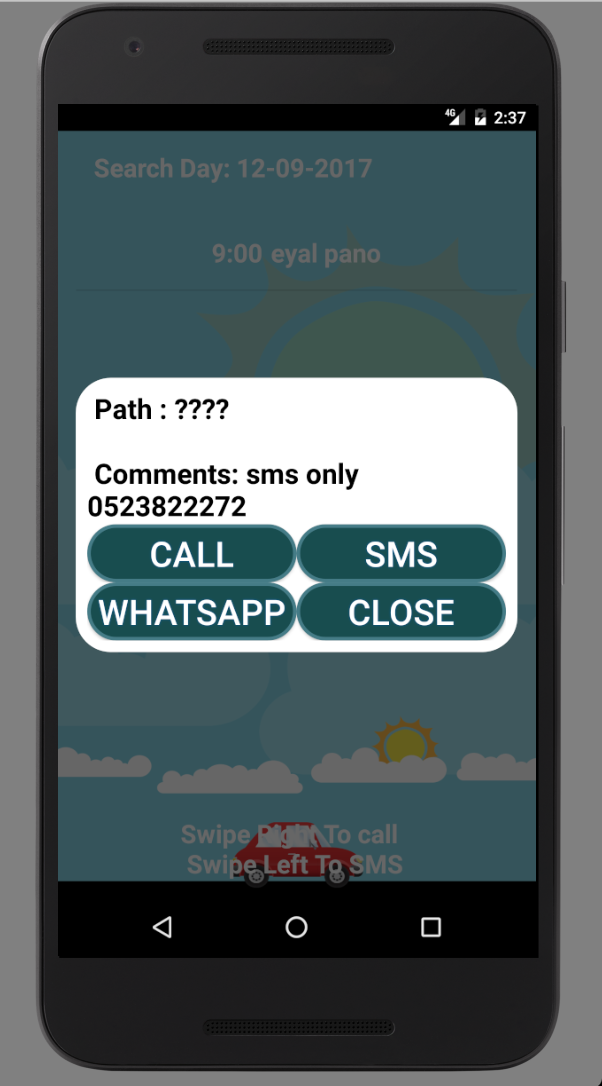 4G 2:37
Search Day: 12-09-2017
9:00 eyal pano
Path : ????
Comments: sms only
0523822272
CALL SMS
WHATSAPP CLOSE
Swipe Right To call
Swipe Left To SMS